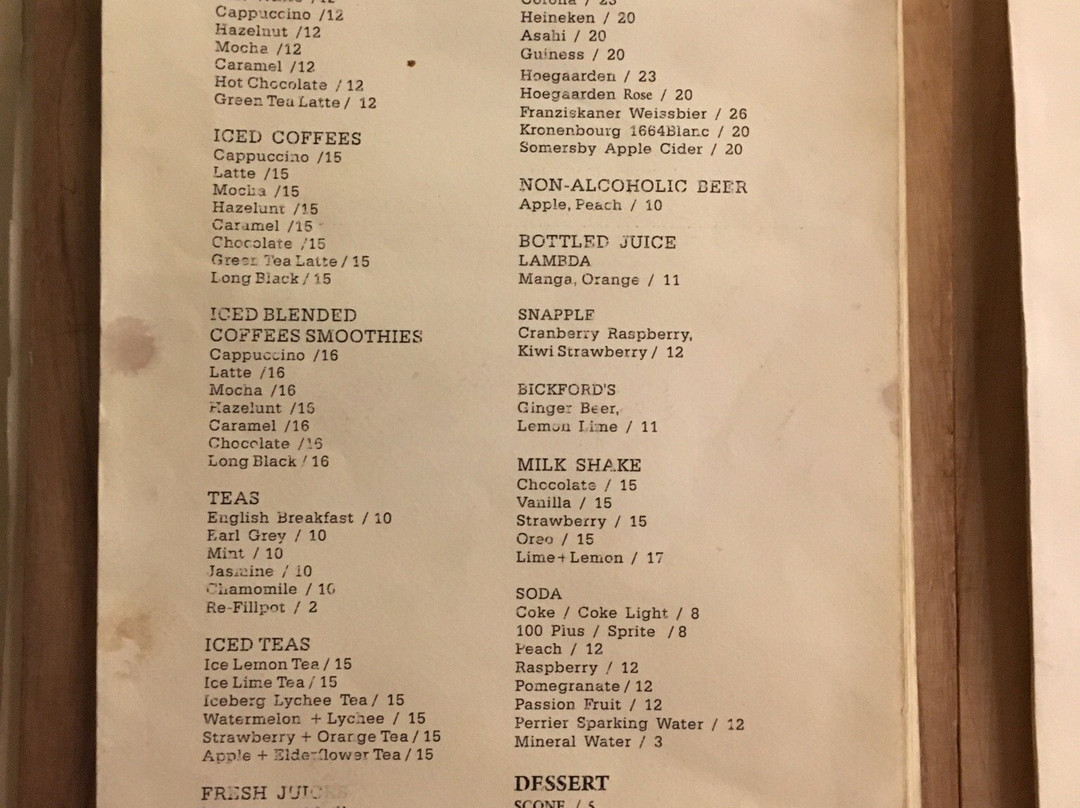 Cappuccino /12
Hazelnut /12
Mocha /12
Caramel /12
Hot Chocolate / 12
Green Tea Latte / 12
ICED COFFEES
Cappuccino /15
Latte /15
Mocha /15
Hazelunt /15
Caramel /15
Chocolate /15
Green Tea Latte / 15
Long Black / 15
ICED BLENDED
COFFEES SMOOTHIES
Cappuccino /16
Latte /16
Mocha /16
Hazelunt /16
Caramel /16
Chocolate /16
Long Black / 16
TEAS
English Breakfast / 10
Earl Grey / 10
Mint / 10
Jasmine / 10
Chamomile / 10
Re-Fillpot / 2
ICED TEAS
Ice Lemon Tea / 15
Ice Lime Tea / 15
Iceberg Lychee Tea / 15
Watermelon + Lychee / 15
Strawberry + Orange Tea / 15
Apple + Elderflower Tea / 15
FRESH JUICES
Corona / 23
Heineken / 20
Asahi / 20
Guiness / 20
Hoegaarden / 23
Hoegaarden Rose / 20
Franziskaner Weissbier / 26
Kronenbourg 1664Blanc / 20
Somersby Apple Cider / 20
NON-ALCOHOLIC BEER
Apple, Peach / 10
BOTTLED JUICE
LAMBDA
Manga, Orange / 11
SNAPPLE
Cranberry Raspberry,
Kiwi Strawberry / 12
BICKFORD'S
Ginger Beer,
Lemon Lime / 11
MILK SHAKE
Chocolate / 15
Vanilla / 15
Strawberry / 15
Oreo / 15
Lime+Lemon / 17
SODA
Coke / Coke Light / 8
100 Plus / Sprite / 8
Peach / 12
Raspberry / 12
Pomegranate / 12
Passion Fruit / 12
Perrier Sparking Water / 12
Mineral Water / 3
DESSERT
SCONE / 5